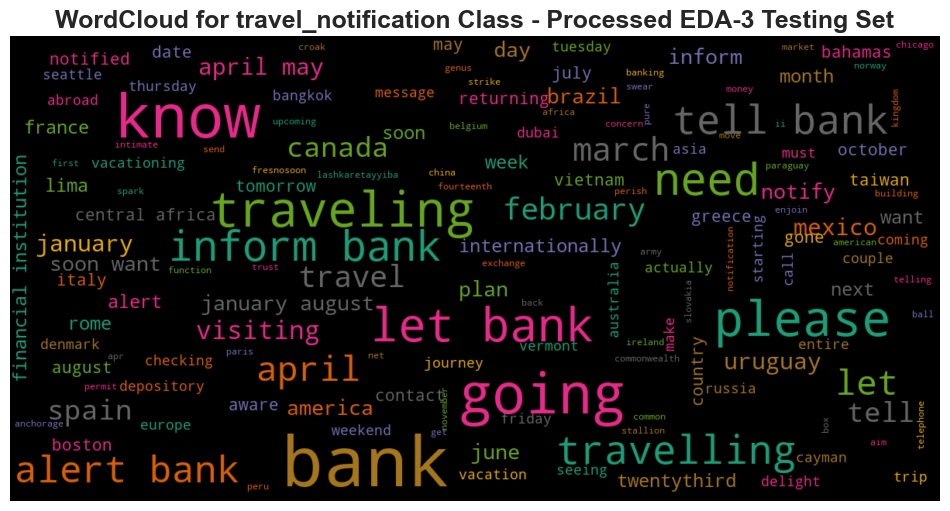 WordCloud for travel_notification Class - Processed EDA-3 Testing Set
croak
may
day
tuesday
inform
market
bahamas
chicago
notified
date
april may
seattle
thursday
bangkok
genus
strike
message
returning
brazil
july
banking
swear
month
norway
abroad
know
africa
pure
tell bank
kingdom
upcoming
france
intimate
send
canada
soon
belgium
dubai
concern
move
money
ii
march
asia
must
october
first
vacationing
fresnosoon
lashkaretayyiba
china
week
vietnam
need
paraguay
notify
taiwan
building
lima
spark
tomorrow
fourteenth
perish
financial institution
central africa
traveling
february
greece
enjoin
want
january
inform bank
internationally
mexico
gone
american
coming
soon want
function
trust
travel
exchange
army
actually
starting
call
couple
telling
italy
notification
alert
january august
back
plan
australia
slovakia
next
rome
visiting
let bank
please
ball
denmark
apr
paris
net
vermont
ireland
make
entire
august
checking
april
journey
commonwealth
country
uruguay
permit
depository
contact
russia
let
spain
aware
america
november
going
friday
common
stallion
box
tell
telephone
anchorage
europe
weekend
get
boston
bank
june
travelling
aim
cayman
alert bank
peru
vacation
seeing
twentythird
delight
trip